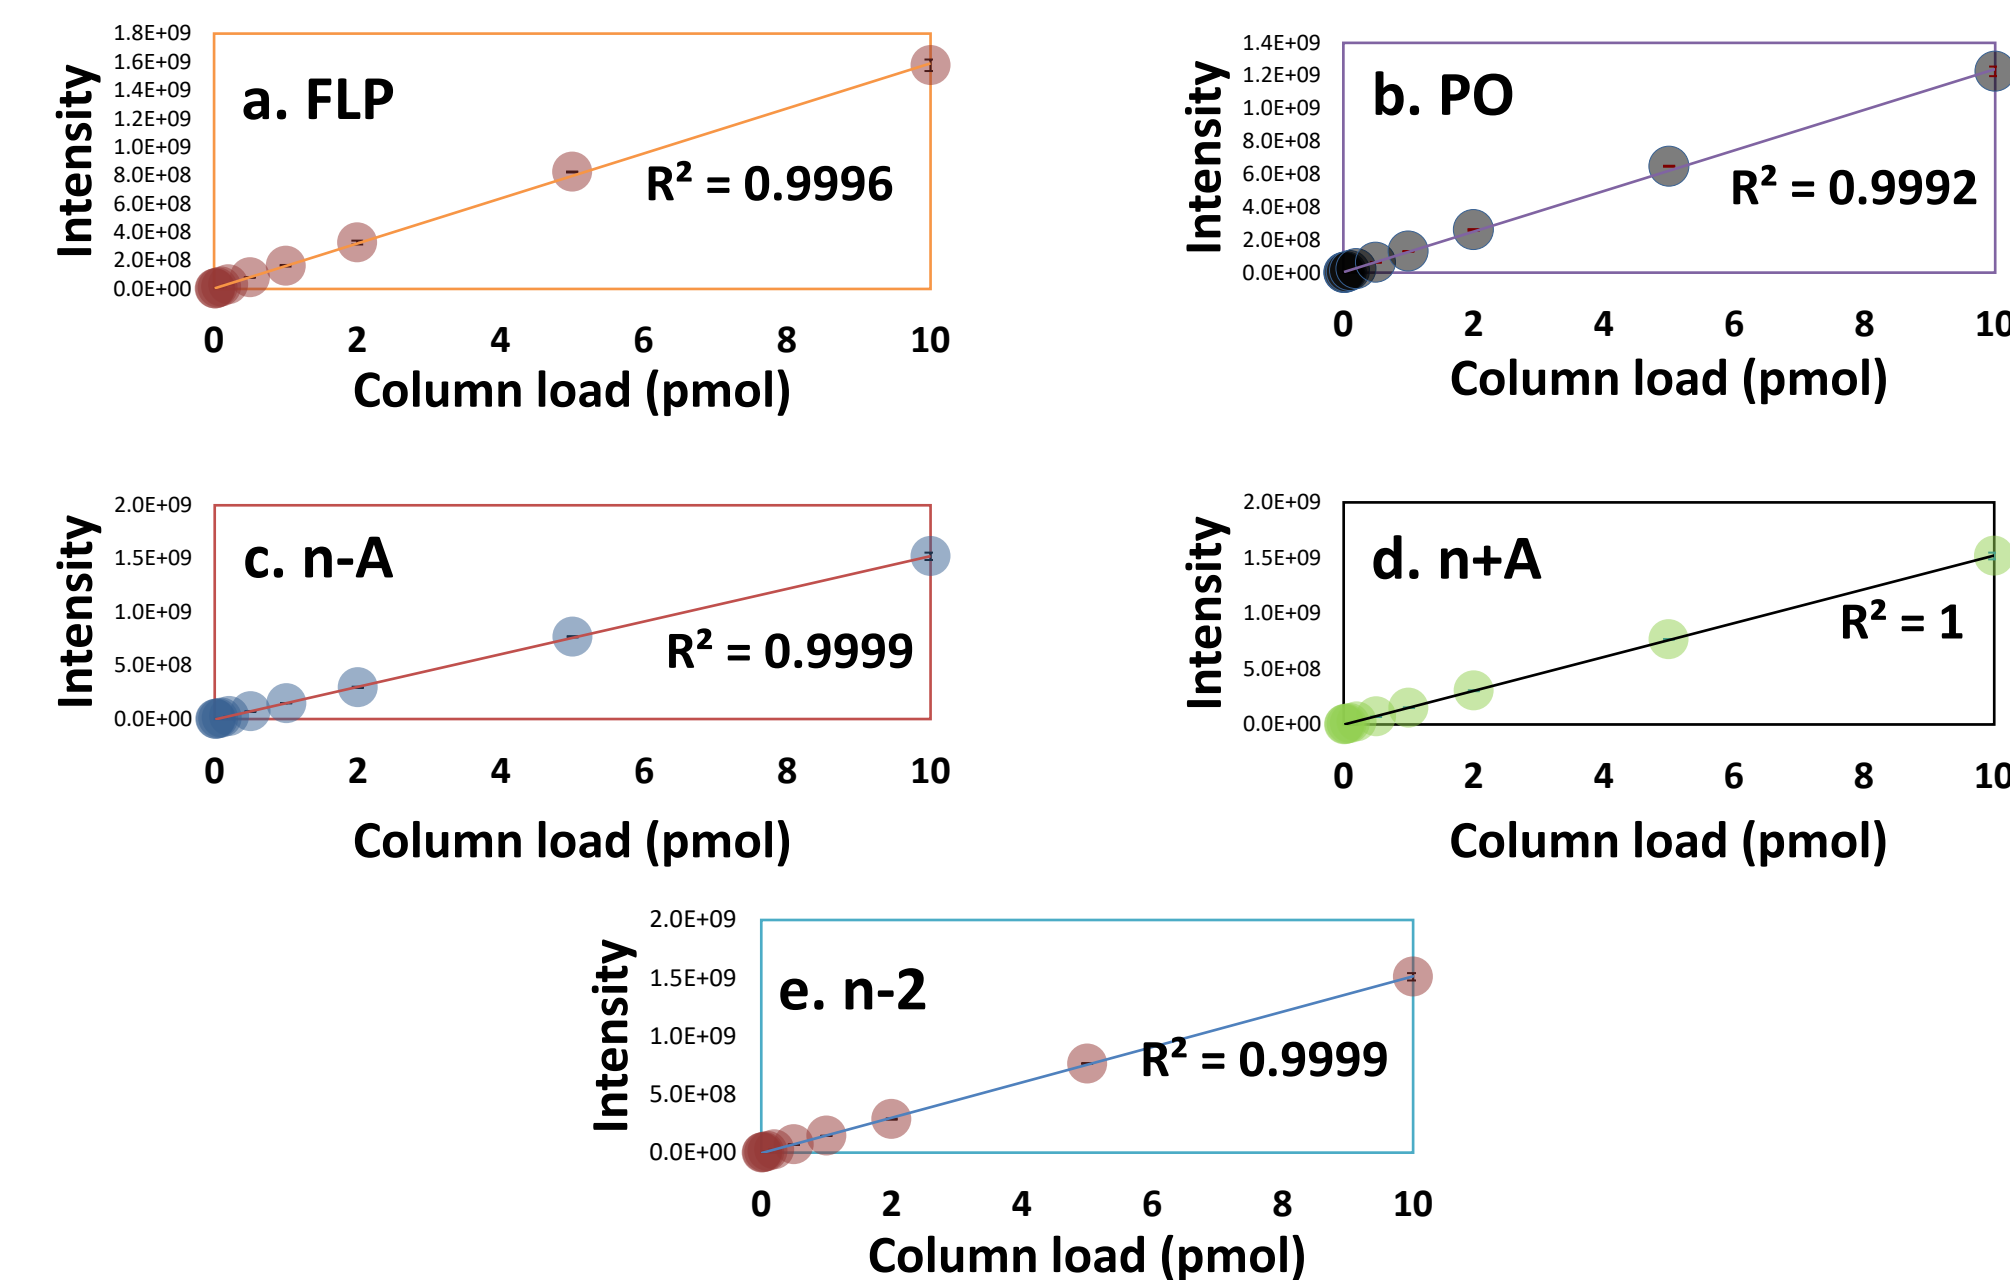 a. FLP
Intensity
1.8E+09
1.6E+09
1.4E+09
1.2E+09
1.0E+09
8.0E+08
6.0E+08
4.0E+08
2.0E+08
0.0E+00
R² = 0.9996
0 2 4 6 8 10
Column load (pmol)
b. PO
Intensity
1.4E+09
1.2E+09
1.0E+09
8.0E+08
6.0E+08
4.0E+08
2.0E+08
0.0E+00
R² = 0.9992
0 2 4 6 8 10
Column load (pmol)
c. n-A
Intensity
2.0E+09
1.5E+09
1.0E+09
5.0E+08
0.0E+00
R² = 0.9999
0 2 4 6 8 10
Column load (pmol)
d. n+A
Intensity
2.0E+09
1.5E+09
1.0E+09
5.0E+08
0.0E+00
R² = 1
0 2 4 6 8 10
Column load (pmol)
e. n-2
Intensity
2.0E+09
1.5E+09
1.0E+09
5.0E+08
0.0E+00
R² = 0.9999
0 2 4 6 8 10
Column load (pmol)